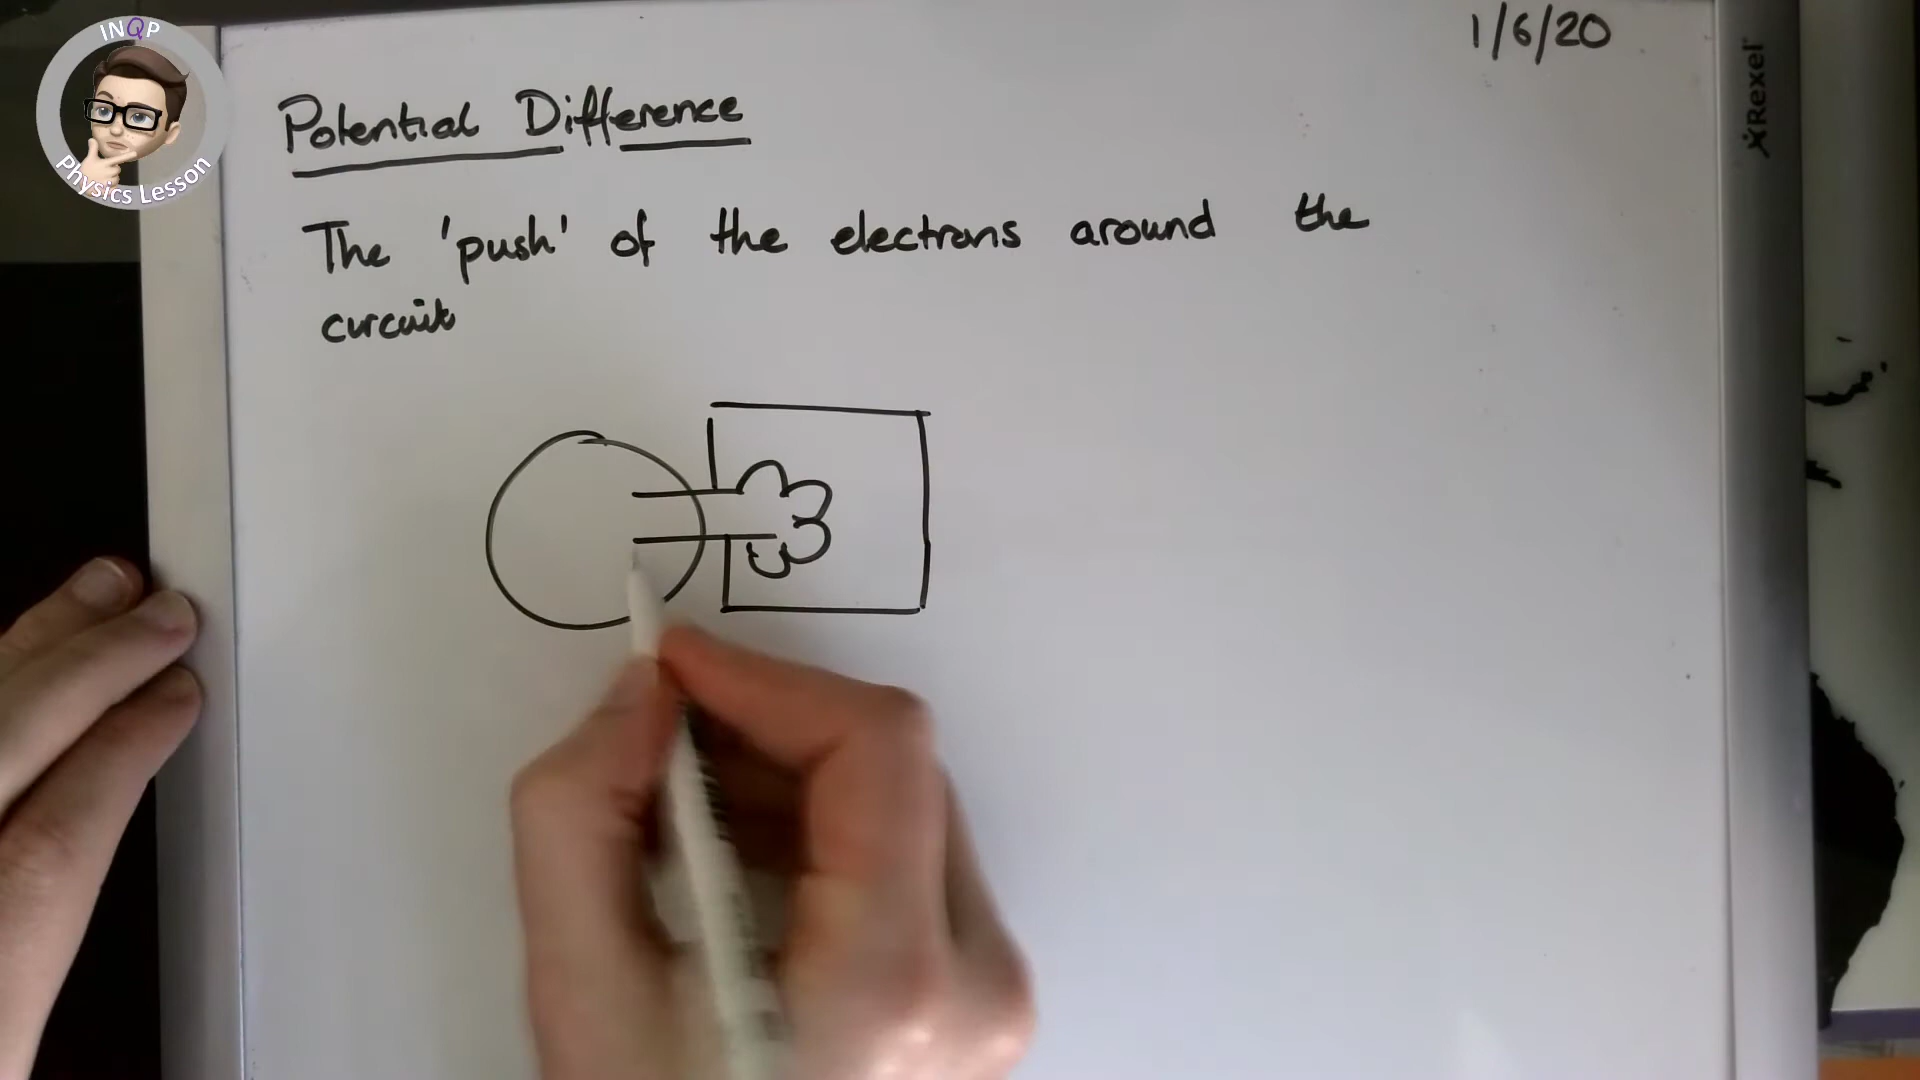 INQP
Physics Lesson
1/6/20
Rexel
Potential Difference
The 'push' of the electrons around the
circuit